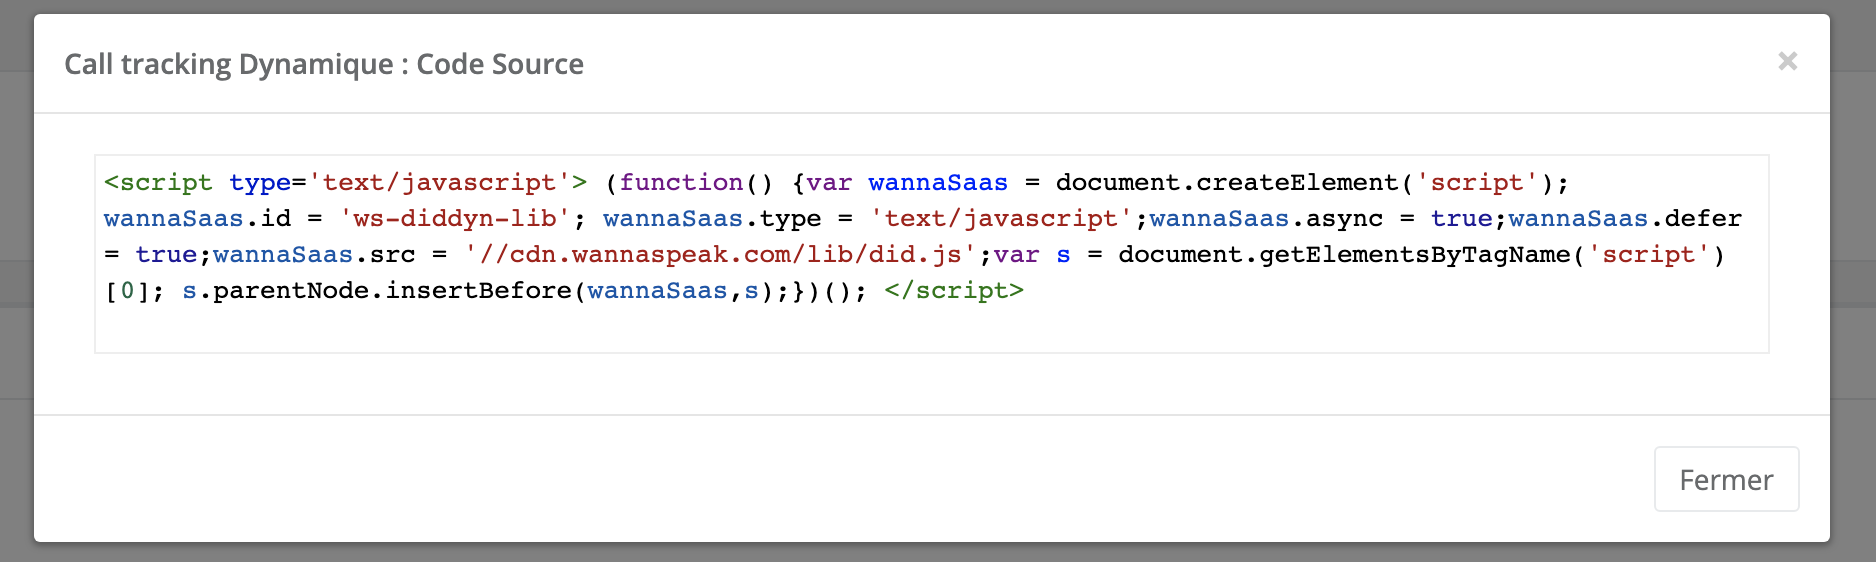 Call tracking Dynamique : Code Source
×
<script type='text/javascript'> (function() {var wannaSaas = document.createElement('script');
wannaSaas.id = 'ws-diddyn-lib'; wannaSaas.type = 'text/javascript';wannaSaas.async = true;wannaSaas.defer
= true;wannaSaas.src = '//cdn.wannaspeak.com/lib/did.js';var s = document.getElementsByTagName('script')
[0]; s.parentNode.insertBefore(wannaSaas,s);})(); </script>
Fermer